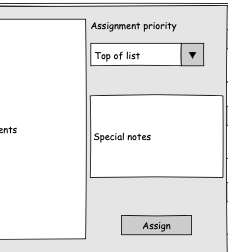 Assignment priority
Top of list
ents
Special notes
Assign